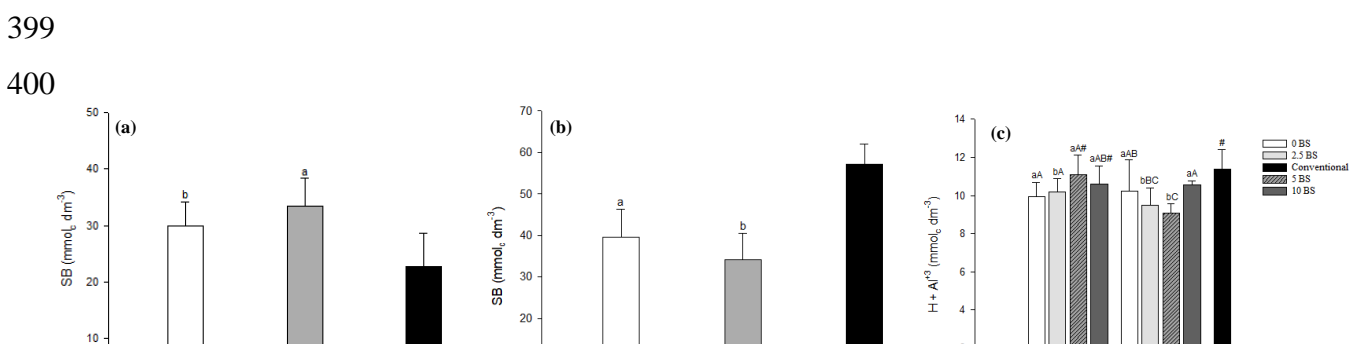 399
400
50
(a)
40
30
20
10
SB (mmolc dm-3)
b
a
70
(b)
60
50
40
30
20
SB (mmolc dm-3)
a
b
14
(c)
12
10
8
6
4
H + Al+3 (mmolc dm-3)
aA
bA
aA#
aAB#
aAB
bBC
bC
aA
#
0 BS
2.5 BS
Conventional
5 BS
10 BS